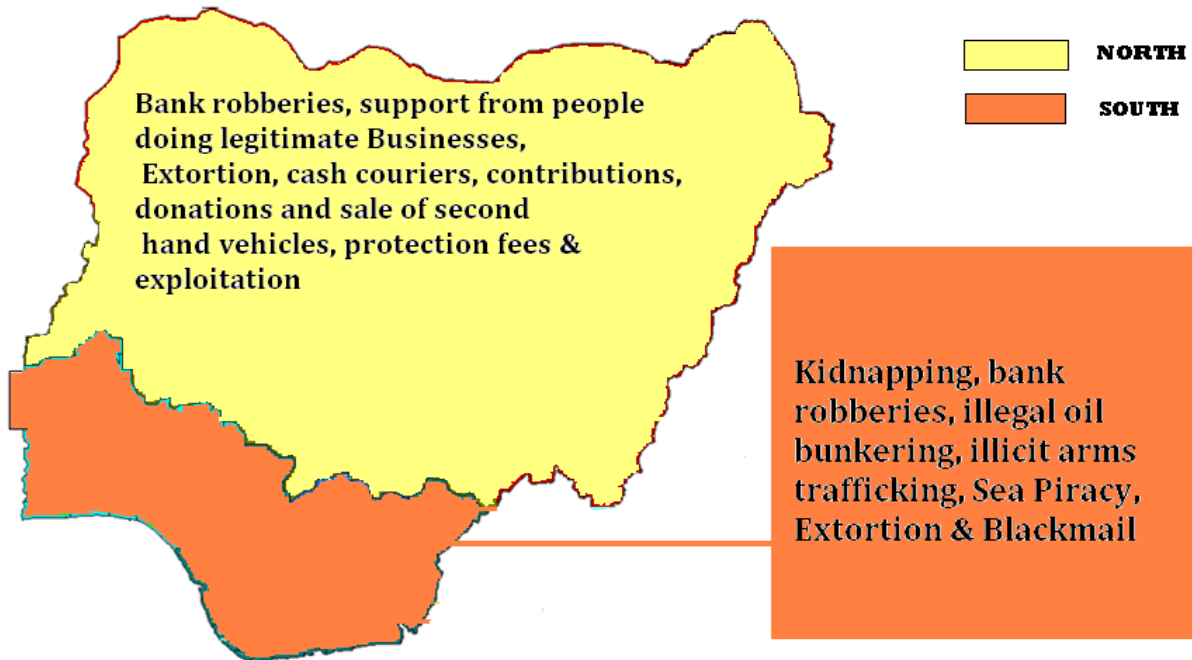 Bank robberies, support from people
doing legitimate Businesses,
Extortion, cash couriers, contributions,
donations and sale of second
hand vehicles, protection fees &
exploitation
NORTH
SOUTH
Kidnapping, bank
robberies, illegal oil
bunkering, illicit arms
trafficking, Sea Piracy,
Extortion & Blackmail